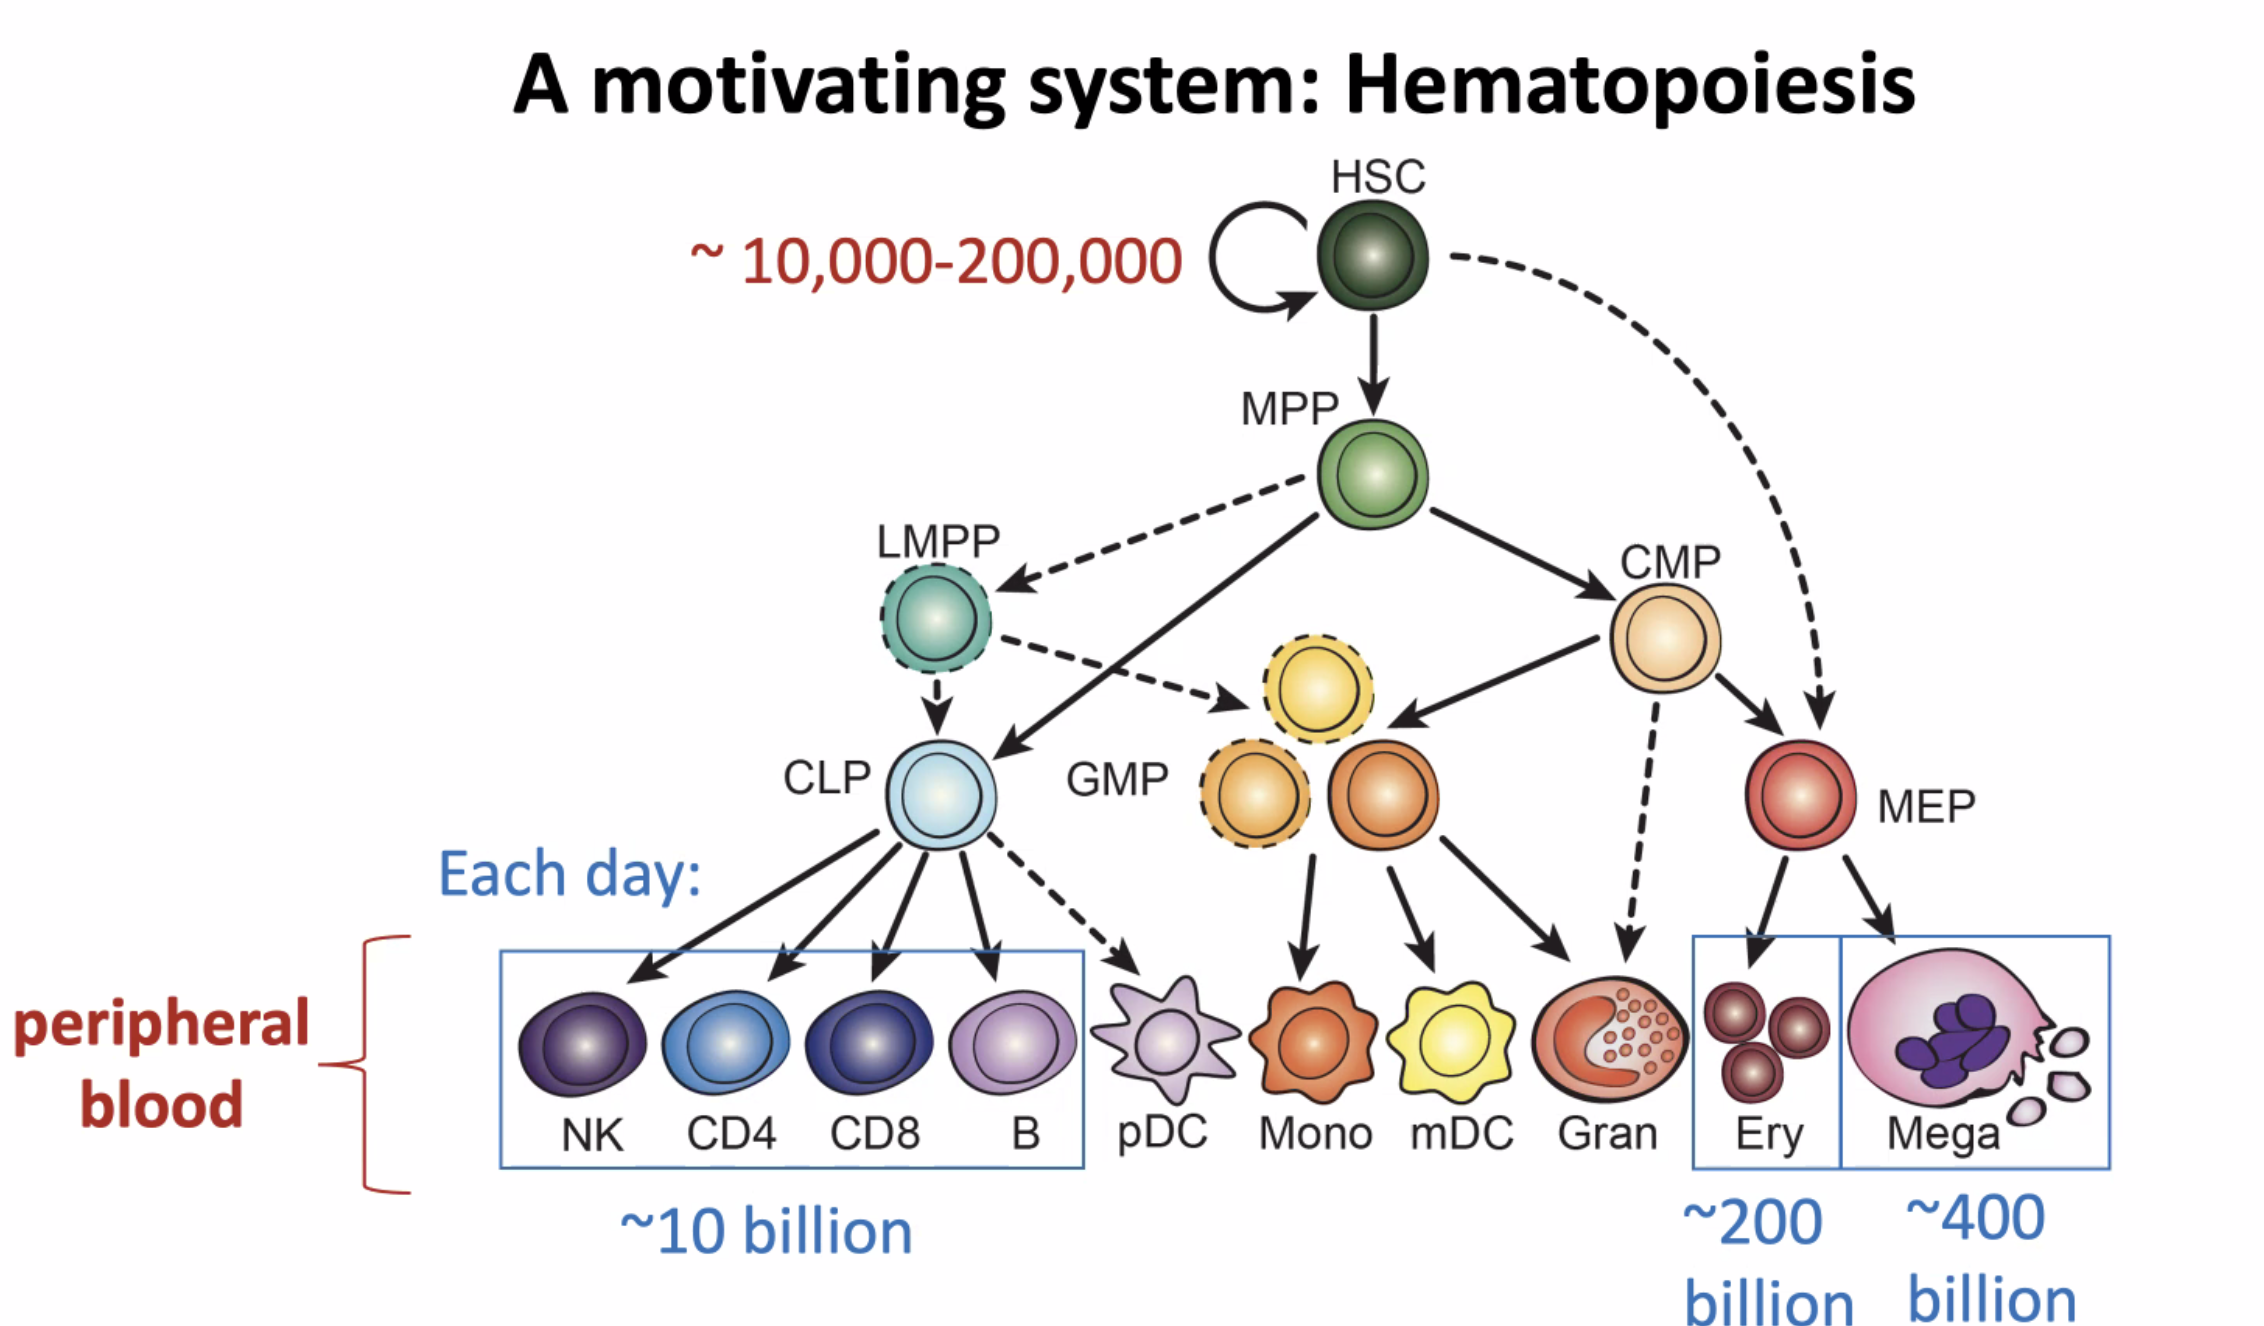 A motivating system: Hematopoiesis
HSC
~ 10,000-200,000
MPP
LMPP
CMP
CLP
GMP
MEP
Each day:
peripheral
blood
NK
CD4
CD8
B
pDC
Mono
mDC
Gran
Ery
Mega
~10 billion
~200
billion
~400
billion